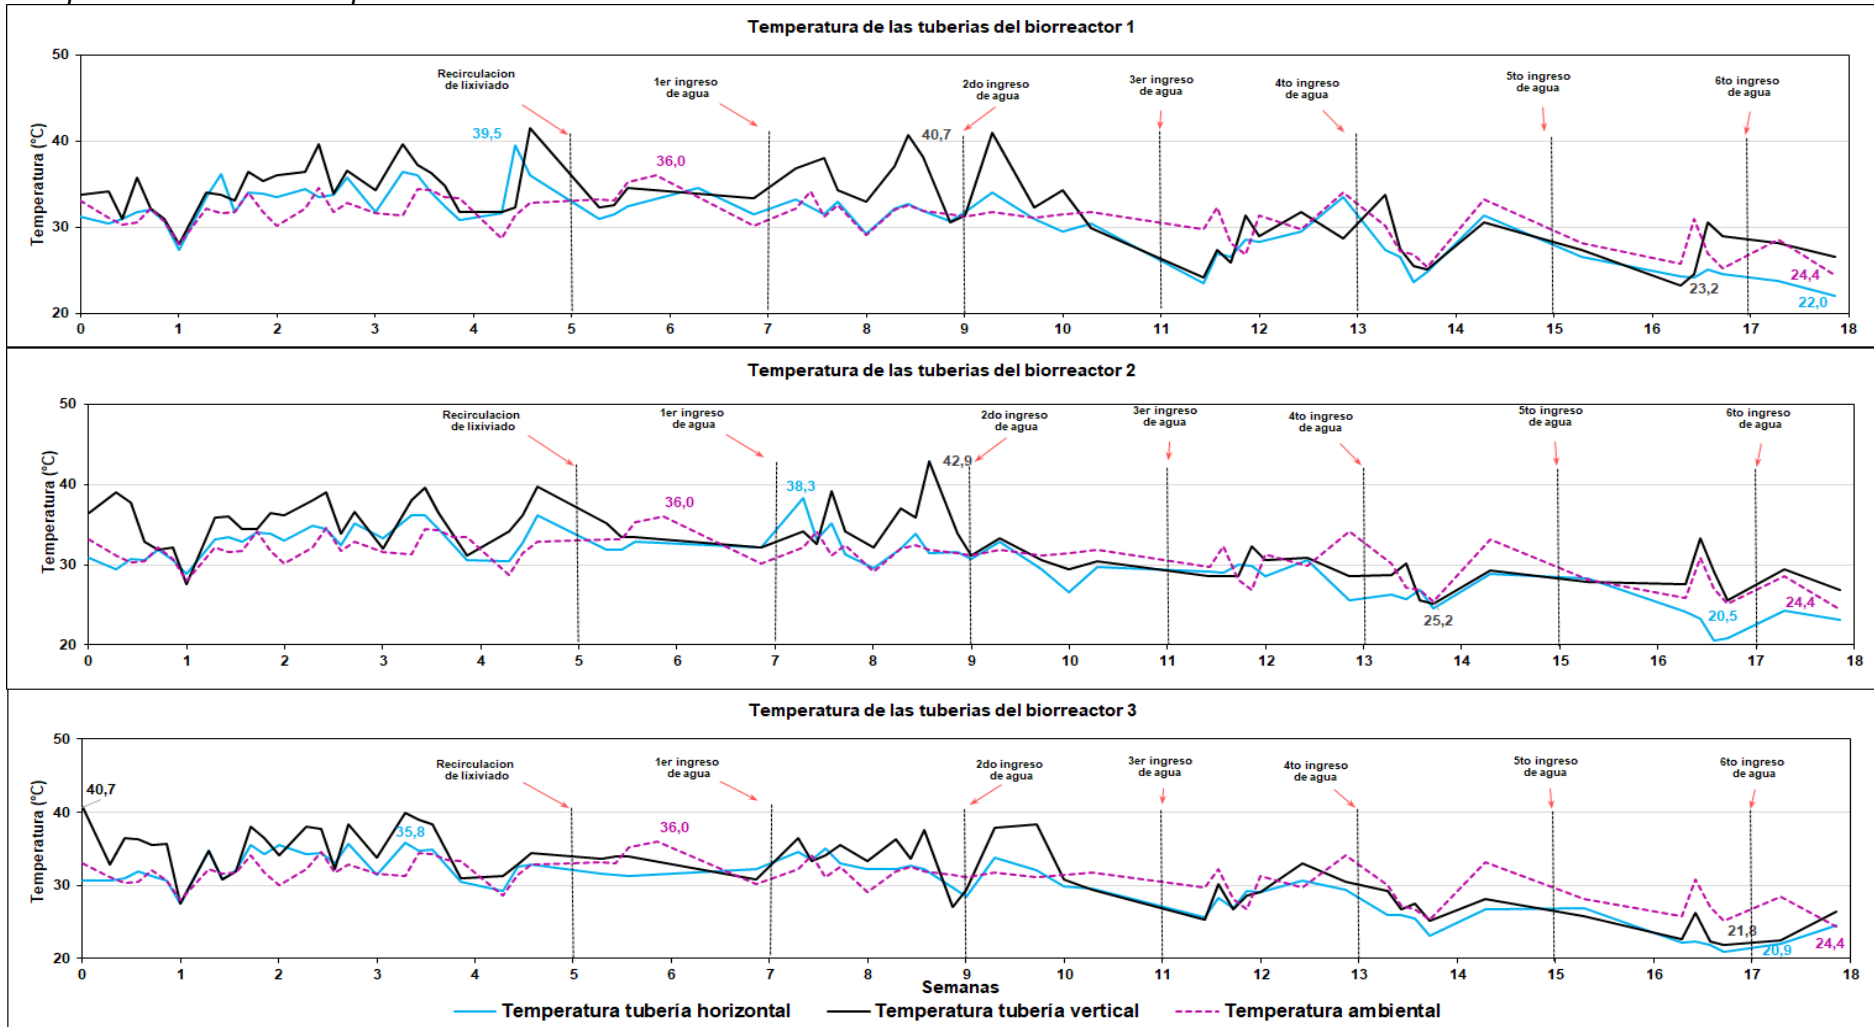 Temperatura de las tuberias del biorreactor 1
50
40
30
20
Temperatura (°C)
Recirculacion
de lixiviado
1er ingreso
de agua
2do ingreso
de agua
3er ingreso
de agua
4to ingreso
de agua
5to ingreso
de agua
6to ingreso
de agua
39,5
36,0
40,7
23,2
24,4
22,0
0 1 2 3 4 5 6 7 8 9 10 11 12 13 14 15 16 17 18
Temperatura de las tuberias del biorreactor 2
50
40
30
20
Temperatura (°C)
Recirculacion
de lixiviado
1er ingreso
de agua
2do ingreso
de agua
3er ingreso
de agua
4to ingreso
de agua
5to ingreso
de agua
6to ingreso
de agua
36,0
38,3
42,9
25,2
20,5
24,4
0 1 2 3 4 5 6 7 8 9 10 11 12 13 14 15 16 17 18
Temperatura de las tuberias del biorreactor 3
50
40
30
20
Temperatura (°C)
Recirculacion
de lixiviado
1er ingreso
de agua
2do ingreso
de agua
3er ingreso
de agua
4to ingreso
de agua
5to ingreso
de agua
6to ingreso
de agua
40,7
35,8
36,0
21,8
20,9
24,4
0 1 2 3 4 5 6 7 8 9 10 11 12 13 14 15 16 17 18
Semanas
Temperatura tubería horizontal Temperatura tubería vertical Temperatura ambiental